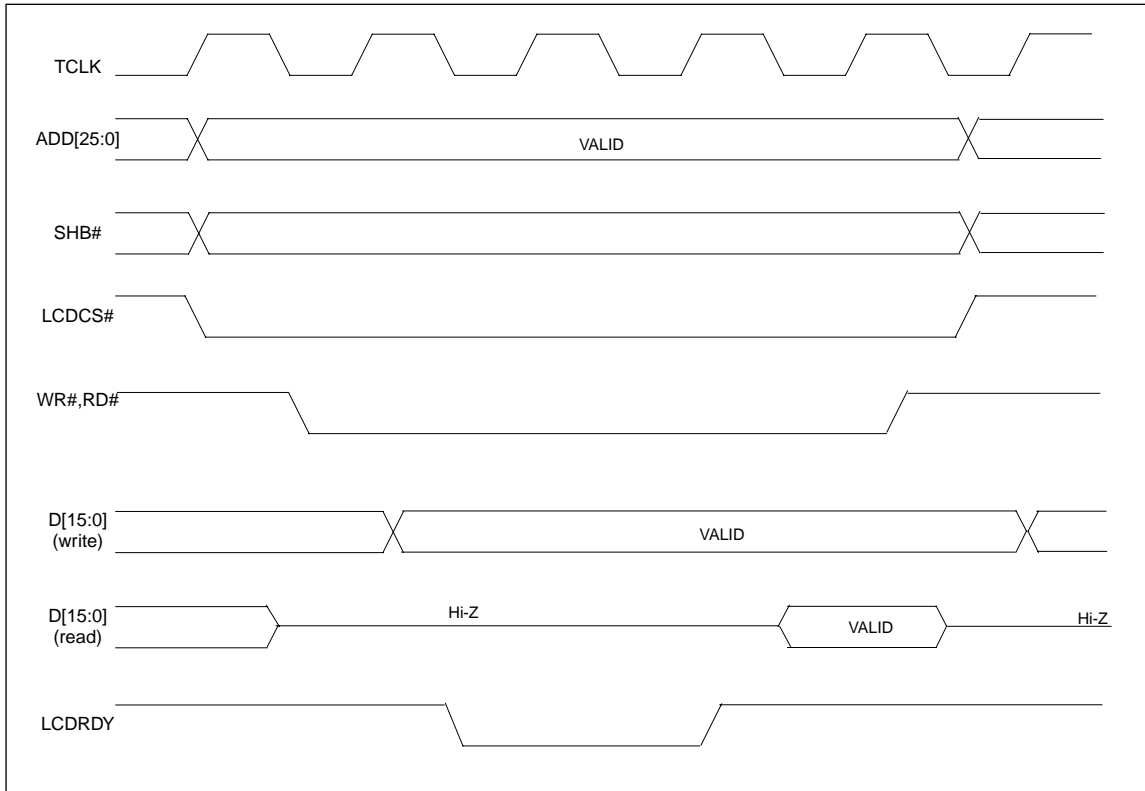 TCLK
ADD[25:0]
VALID
SHB#
LCDCS#
WR#,RD#
D[15:0]
(write)
VALID
D[15:0]
(read)
Hi-Z
VALID
Hi-Z
LCDRDY